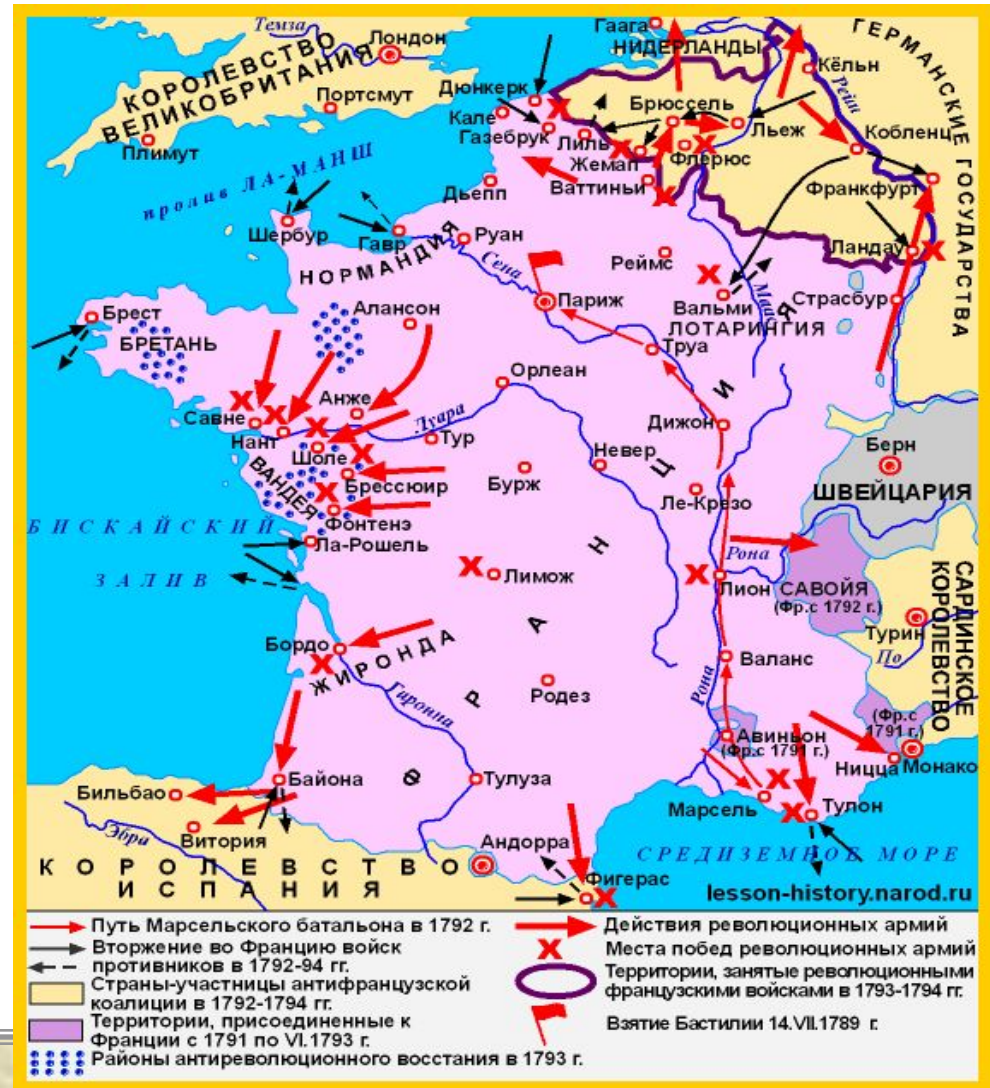 Темза
Лондон
КОРОЛЕВСТВО
ВЕЛИКОБРИТАНИЯ
Портсмут
Плимут
пролив ЛА-МАНШ
Гаага
НИДЕРЛАНДЫ
ГЕРМАНСКИЕ ГОСУДАРСТВА
Кёльн
Рейн
Дюнкерк
Кале
Газебрук
Лиль
Брюссель
Льеж
Кобленц
Жемап
Флерюс
Ваттиньи
Франкфурт
Дьепп
Шербур
Гавр
Руан
НОРМАНДИЯ
Сена
Реймс
Ландау
Париж
Вальми
Маас
Страсбур
ЛОТАРИНГИЯ
Брест
БРЕТАНЬ
Алансон
Труа
Орлеан
Савне
Анже
Луара
Дижон
Нант
Тур
Шоле
Невер
Берн
ВАНДЕЯ
Брессюир
Бурж
Ле-Крезо
ШВЕЙЦАРИЯ
Фонтенэ
БИСКАЙСКИЙ
ЗАЛИВ
Ла-Рошель
Рона
Лимож
Лион
САВОЙЯ
(Фр.с 1792 г.)
САРДИНСКОЕ
КОРОЛЕВСТВО
Турин
По
Бордо
ЖИРОНДА
Валанс
Гаронна
Родез
Рона
ФРАНЦИЯ
Авиньон
(Фр.с 1791 г.)
(Фр.с
1791 г.)
Ницца
Монако
Байона
Тулуза
Марсель
Тулон
Бильбао
Витория
Эбра
Андорра
СРЕДИЗЕМНОЕ МОРЕ
КОРОЛЕВСТВО
ИСПАНИЯ
Фигерас
lesson-history.narod.ru
Путь Марсельского батальона в 1792 г.
Вторжение во Францию войск
противников в 1792-94 гг.
Страны-участницы антифранцузской
коалиции в 1792-1794 гг.
Территории, присоединенные к
Франции с 1791 по VI.1793 г.
Районы антиреволюционного восстания в 1793 г.
Действия революционных армий
Места побед революционных армий
Территории, занятые революционными
французскими войсками в 1793-1794 гг.
Взятие Бастилии 14.VII.1789 г.